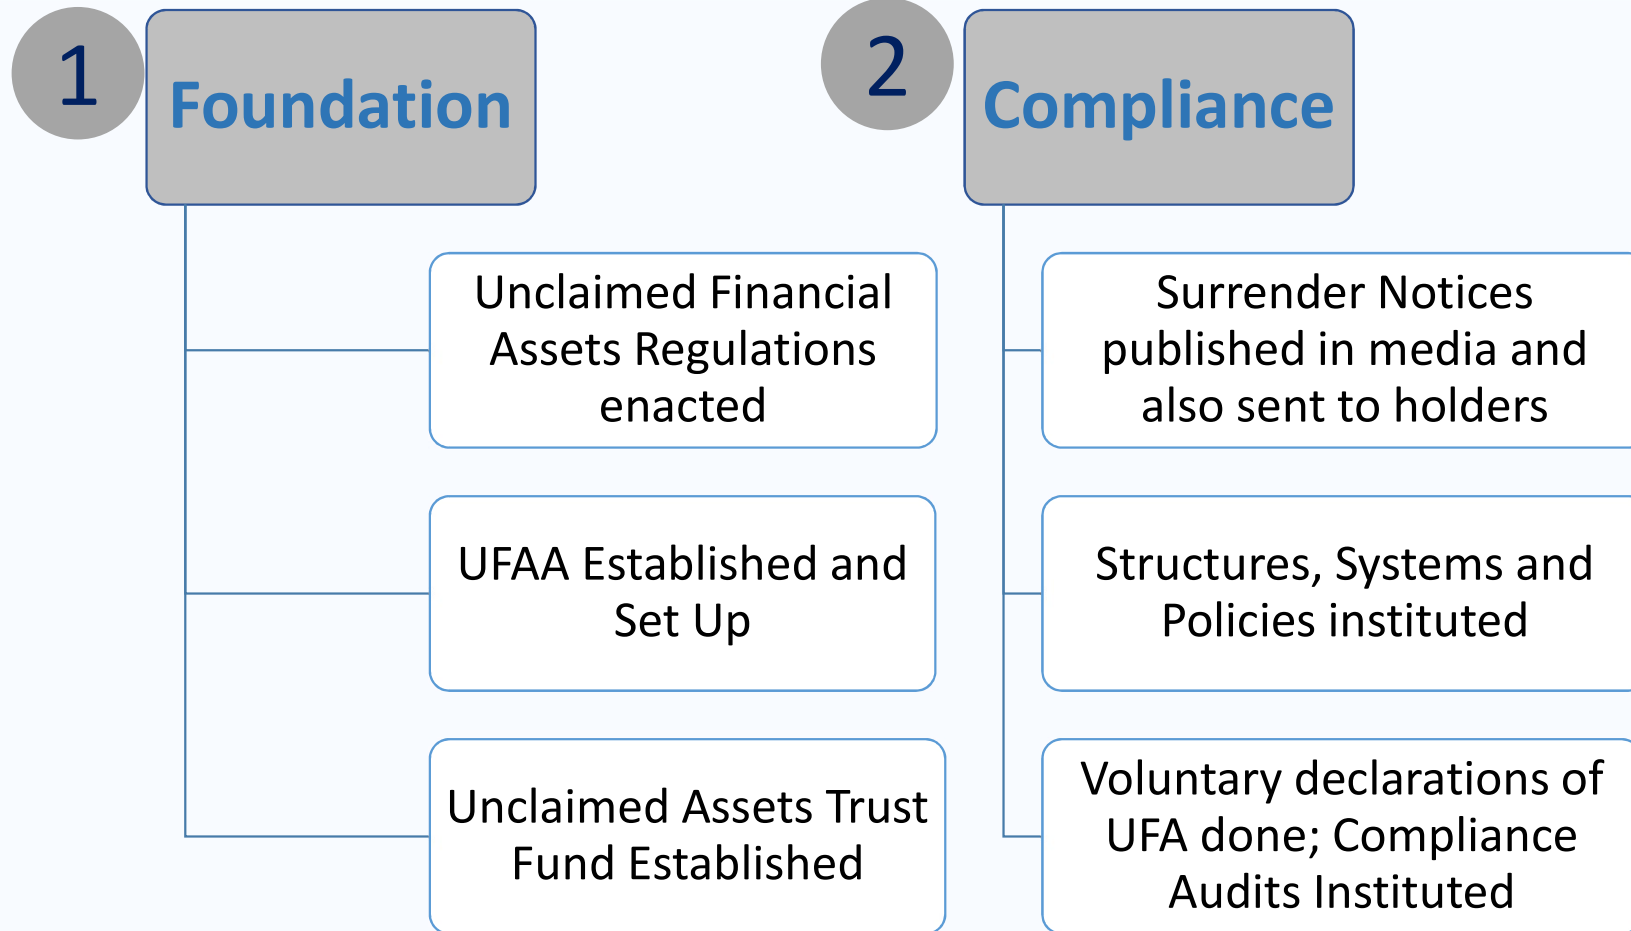 1
Foundation
Unclaimed Financial
Assets Regulations
enacted
UFAA Established and
Set Up
Unclaimed Assets Trust
Fund Established
2
Compliance
Surrender Notices
published in media and
also sent to holders
Structures, Systems and
Policies instituted
Voluntary declarations of
UFA done; Compliance
Audits Instituted